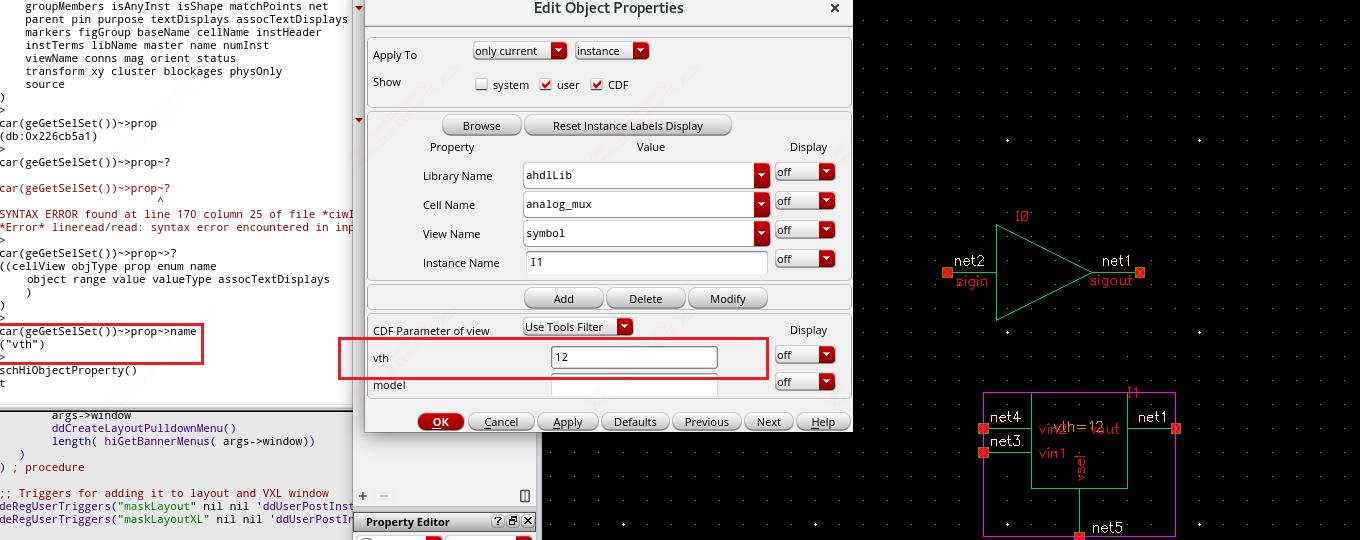 groupMembers isAnyInst isShape matchPoints net
parent pin purpose textDisplays assocTextDisplays
markers figGroup baseName cellName instHeader
instTerms libName master name numInst
viewName conns mag orient status
transform xy cluster blockages physOnly
source
)
>
car(geGetSelSet())~>prop
(db:0x226cb5a1)
>
car(geGetSelSet())~>prop~?
car(geGetSelSet())~>prop~?
^
SYNTAX ERROR found at line 170 column 25 of file *ciwI
*Error* lineread/read: syntax error encountered in inp
>
car(geGetSelSet())~>prop~>?
((cellView objType prop enum name
object range value valueType assocTextDisplays
)
)
>
car(geGetSelSet())~>prop~>name
("vth")
>
schHiObjectProperty()
t
args->window
ddCreateLayoutPulldownMenu()
length( hiGetBannerMenus( args->window))
)
) ; procedure
;; Triggers for adding it to layout and VXL window
deRegUserTriggers("maskLayout" nil nil 'ddUserPostInst
deRegUserTriggers("maskLayoutXL" nil nil 'ddUserPostIn
Edit Object Properties
Apply To only current instance
Show system user CDF
Browse Reset Instance Labels Display
Property Value Display
Library Name ahdlLib off
Cell Name analog_mux off
View Name symbol off
Instance Name I1 off
Add Delete Modify
CDF Parameter of view Use Tools Filter Display
vth 12 off
model off
OK Cancel Apply Defaults Previous Next Help
Property Editor
I0
net2 net1
sigin sigout
I1
net4 net1
vin2 vth=12 vout
net3
vin1
vsel
net5